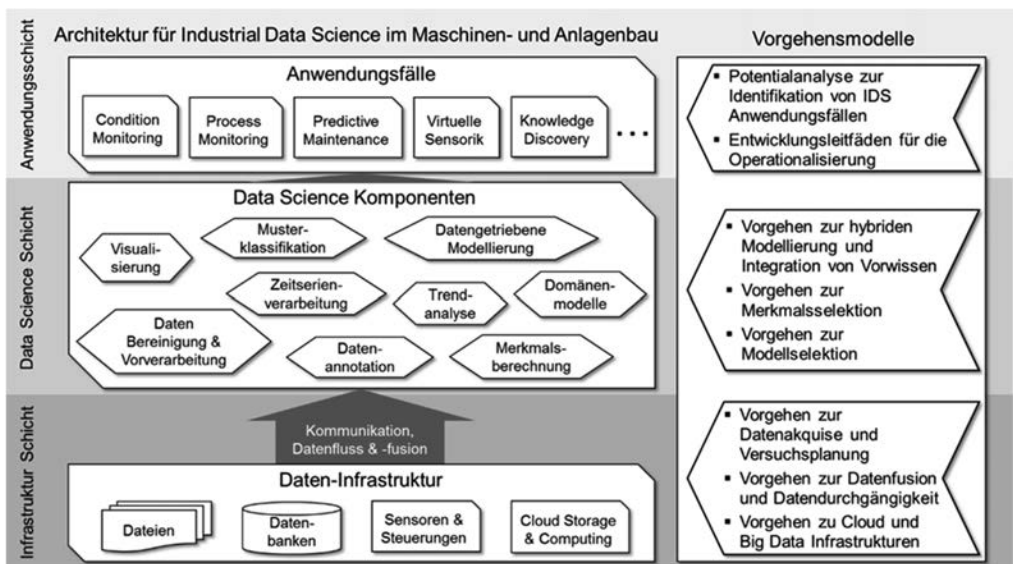 Architektur für Industrial Data Science im Maschinen- und Anlagenbau
Vorgehensmodelle
Anwendungsschicht
Anwendungsfälle
Condition
Monitoring
Process
Monitoring
Predictive
Maintenance
Virtuelle
Sensorik
Knowledge
Discovery
...
▪ Potentialanalyse zur
Identifikation von IDS
Anwendungsfällen
▪ Entwicklungsleitfäden für die
Operationalisierung
Data Science Schicht
Data Science Komponenten
Visuali-
sierung
Muster-
klassifikation
Datengetriebene
Modellierung
Zeitserien-
verarbeitung
Trend-
analyse
Domänen-
modelle
Daten
Bereinigung &
Vorverarbeitung
Daten-
annotation
Merkmals-
berechnung
▪ Vorgehen zur hybriden
Modellierung und
Integration von Vorwissen
▪ Vorgehen zur
Merkmalsselektion
▪ Vorgehen zur
Modellselektion
Infrastruktur Schicht
Kommunikation,
Datenfluss & -fusion
Daten-Infrastruktur
Dateien
Daten-
banken
Sensoren &
Steuerungen
Cloud Storage
& Computing
▪ Vorgehen zur
Datenakquise und
Versuchsplanung
▪ Vorgehen zur Datenfusion
und Datendurchgängigkeit
▪ Vorgehen zu Cloud und
Big Data Infrastrukturen